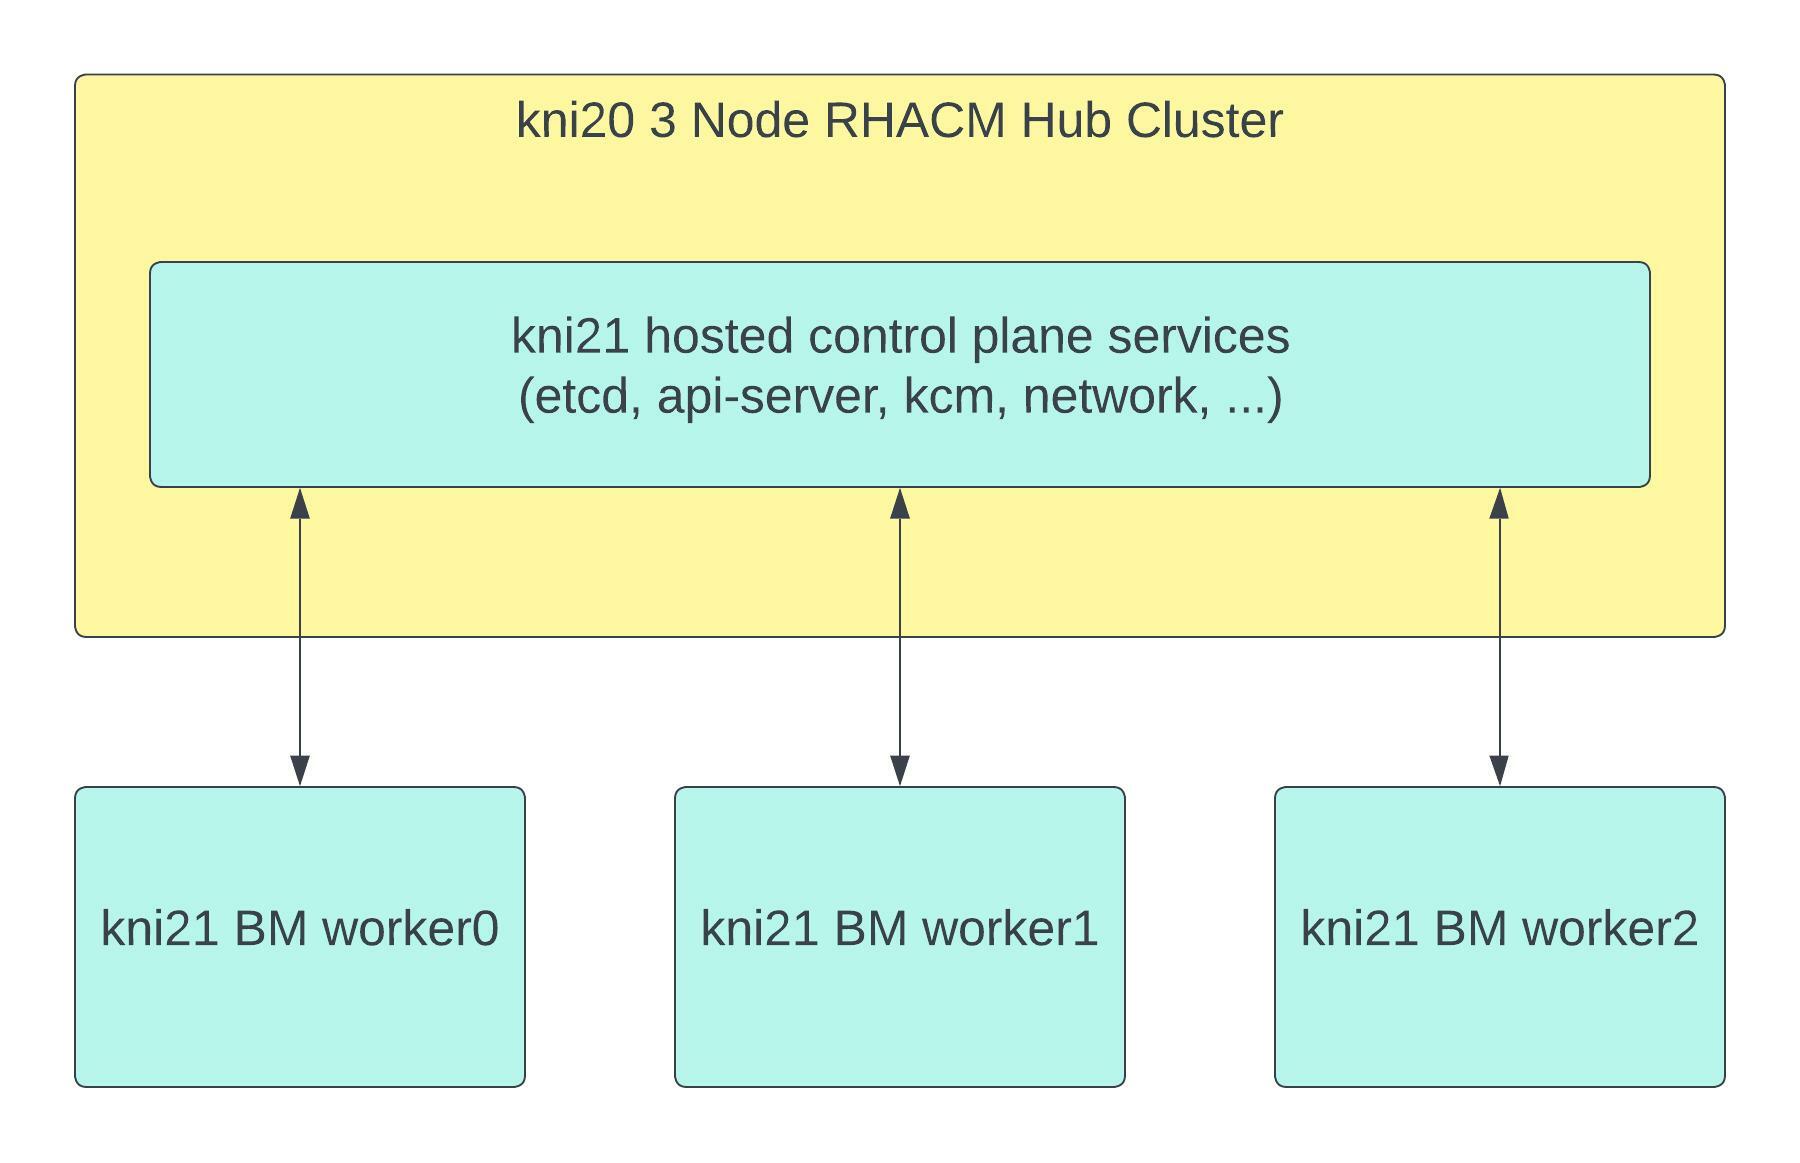 kni20 3 Node RHACM Hub Cluster
kni21 hosted control plane services
(etcd, api-server, kcm, network, ...)
kni21 BM worker0
kni21 BM worker1
kni21 BM worker2